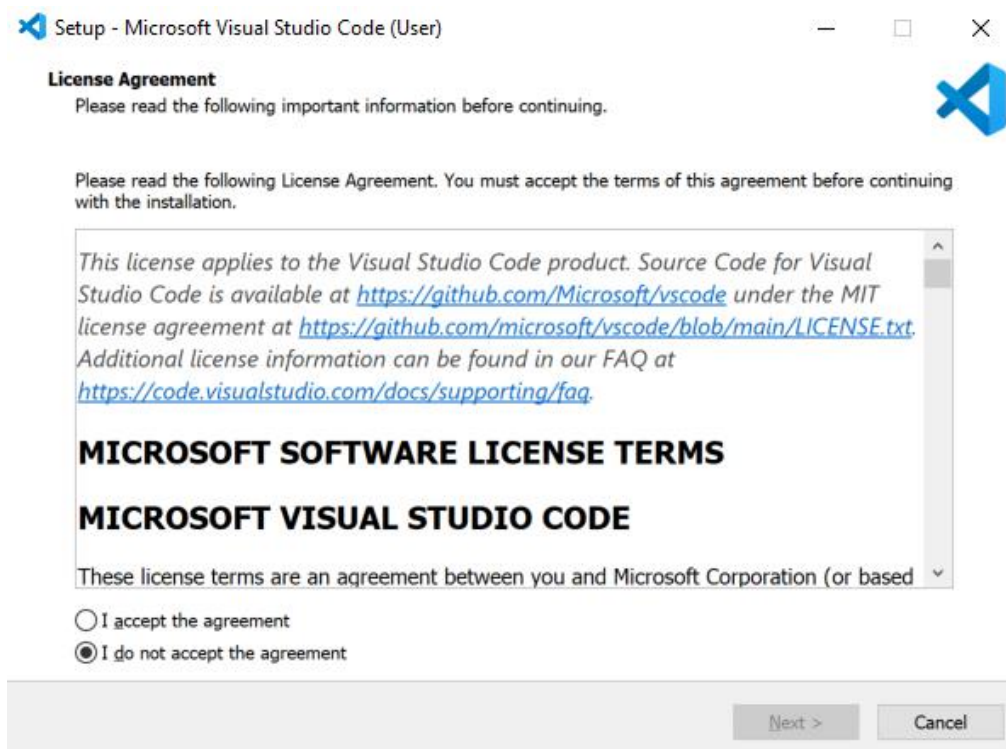 Setup - Microsoft Visual Studio Code (User)
License Agreement
Please read the following important information before continuing.
Please read the following License Agreement. You must accept the terms of this agreement before continuing
with the installation.
This license applies to the Visual Studio Code product. Source Code for Visual
Studio Code is available at https://github.com/Microsoft/vscode under the MIT
license agreement at https://github.com/microsoft/vscode/blob/main/LICENSE.txt.
Additional license information can be found in our FAQ at
https://code.visualstudio.com/docs/supporting/faq.
MICROSOFT SOFTWARE LICENSE TERMS
MICROSOFT VISUAL STUDIO CODE
These license terms are an agreement between you and Microsoft Corporation (or based
I accept the agreement
I do not accept the agreement
Next >
Cancel